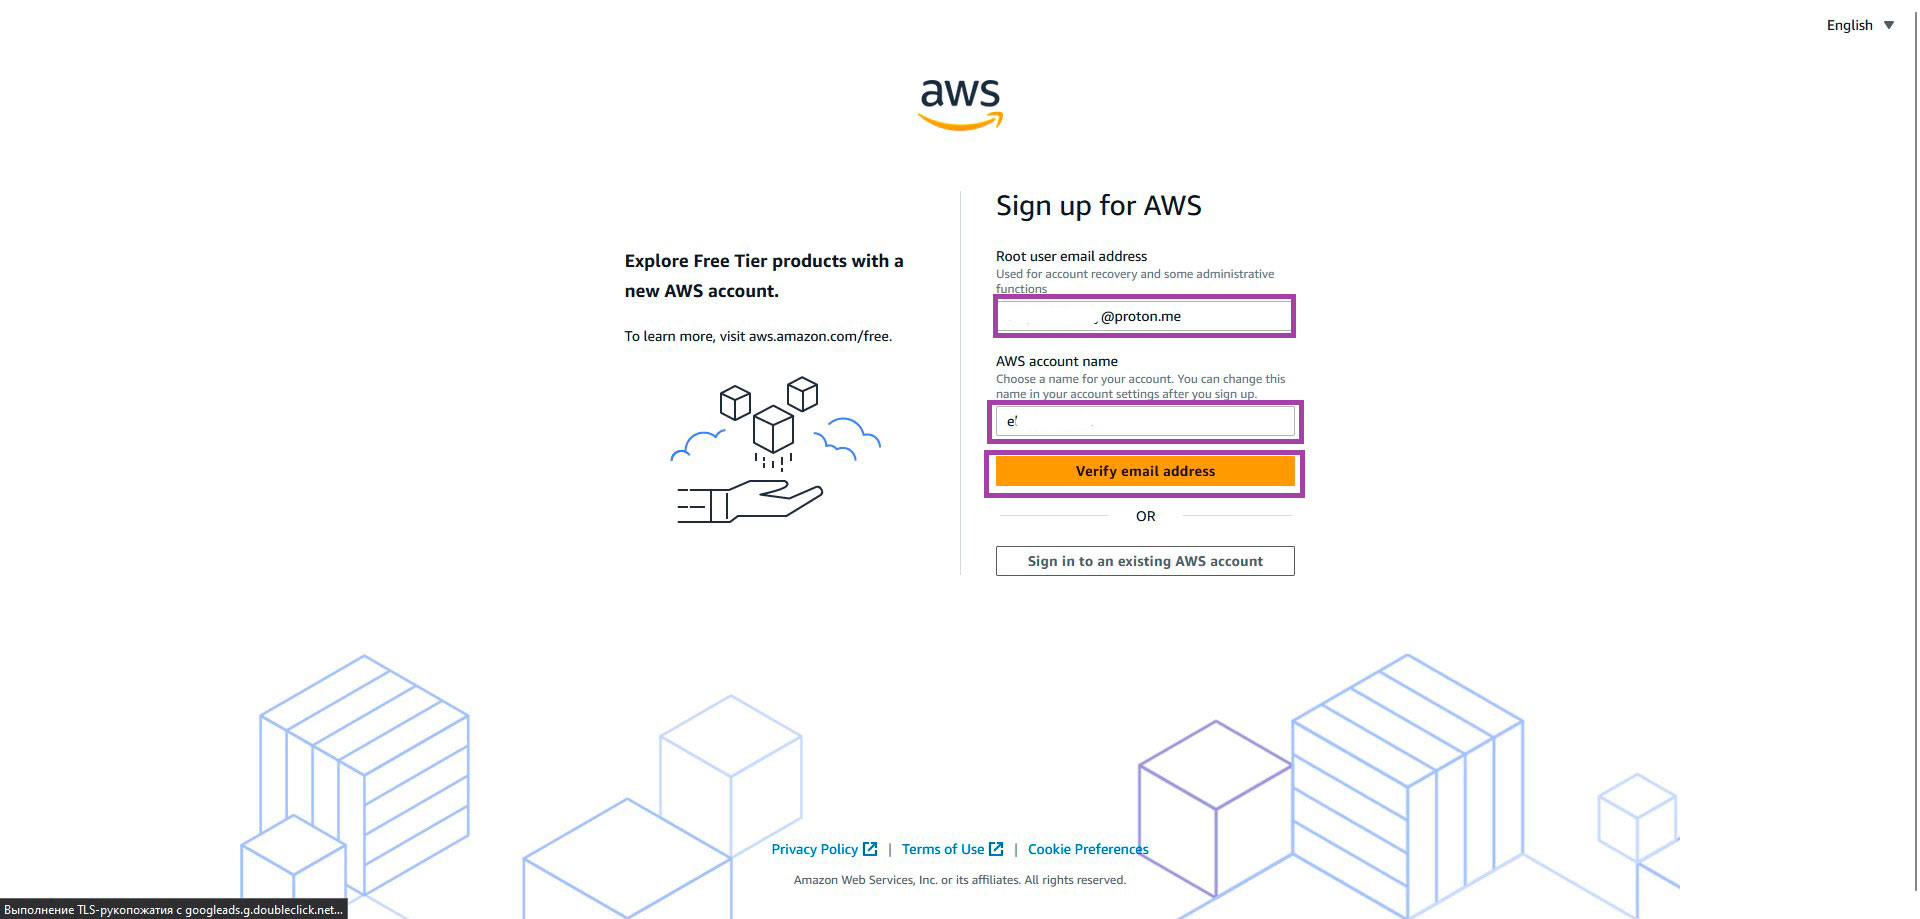 English
aws
Sign up for AWS
Explore Free Tier products with a
new AWS account.
To learn more, visit aws.amazon.com/free.
Root user email address
Used for account recovery and some administrative
functions
@proton.me
AWS account name
Choose a name for your account. You can change this
name in your account settings after you sign up.
Verify email address
OR
Sign in to an existing AWS account
Privacy Policy | Terms of Use | Cookie Preferences
Amazon Web Services, Inc. or its affiliates. All rights reserved.
Выполнение TLS-рукопожатия с googleads.g.doubleclick.net...